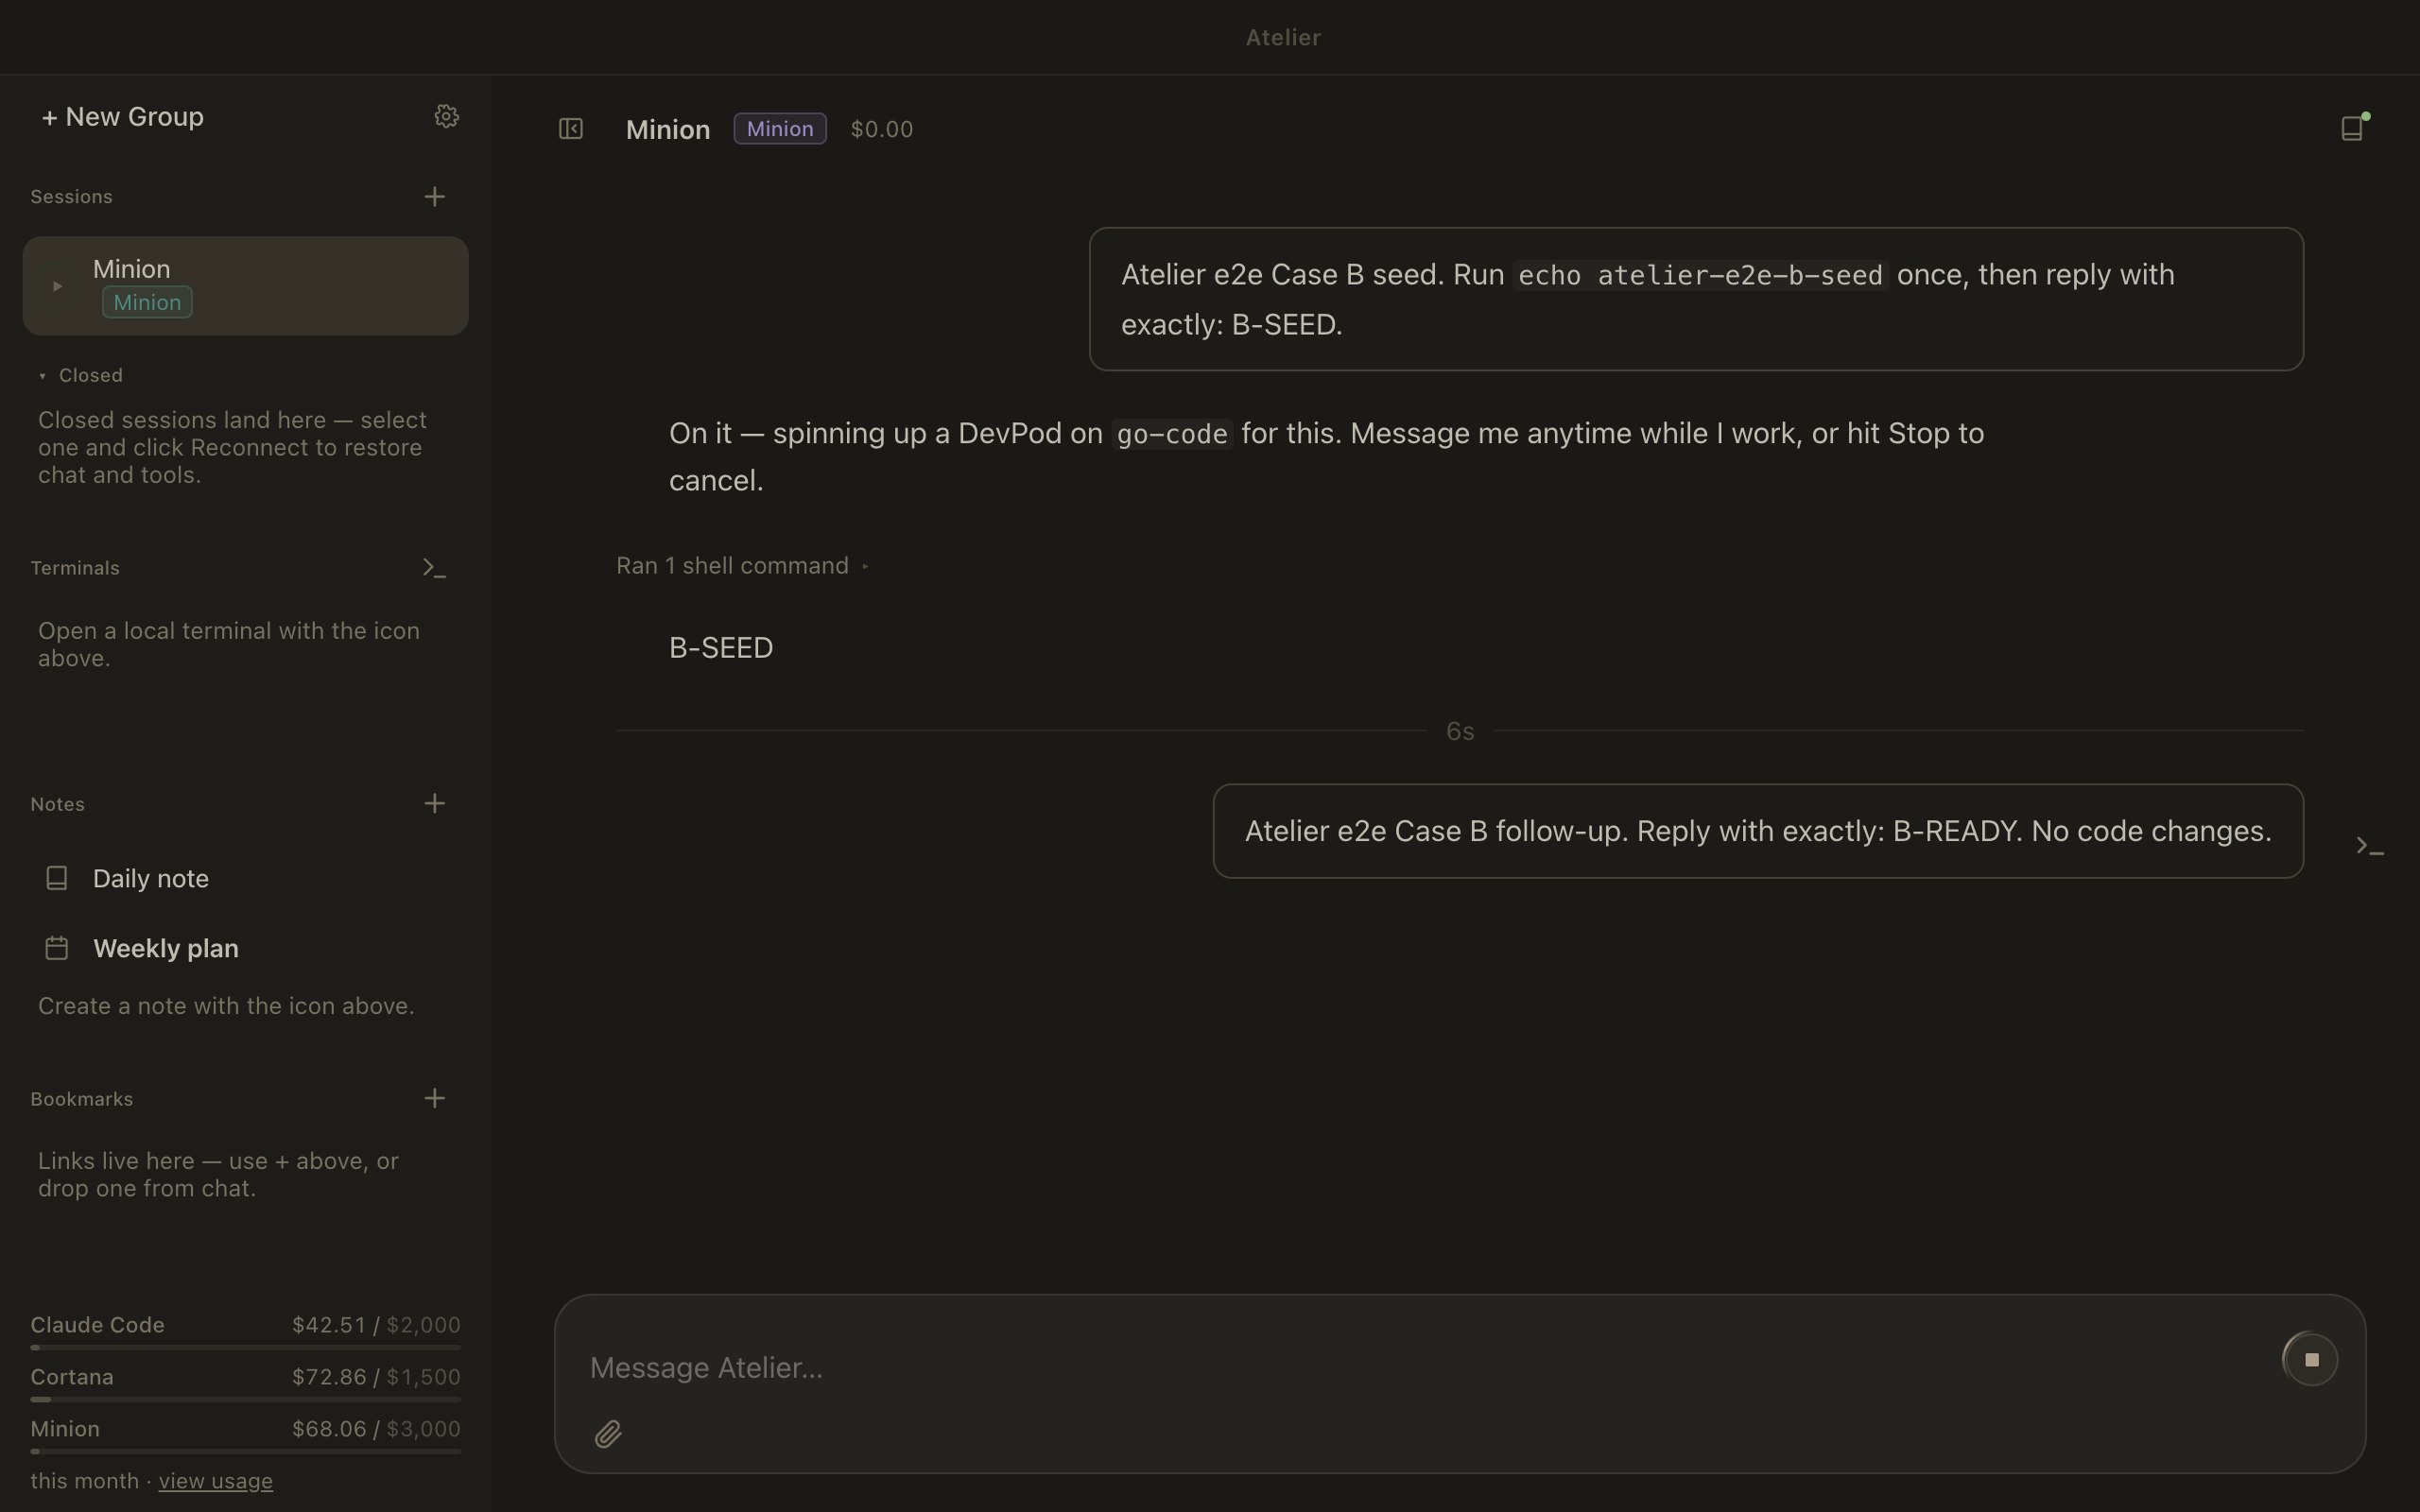 Atelier
+ New Group
Sessions
Minion
Minion
Closed
Closed sessions land here — select
one and click Reconnect to restore
chat and tools.
Terminals
Open a local terminal with the icon
above.
Notes
Daily note
Weekly plan
Create a note with the icon above.
Bookmarks
Links live here — use + above, or
drop one from chat.
Claude Code $42.51 / $2,000
Cortana $72.86 / $1,500
Minion $68.06 / $3,000
this month · view usage
Minion Minion $0.00
Atelier e2e Case B seed. Run echo atelier-e2e-b-seed once, then reply with
exactly: B-SEED.
On it — spinning up a DevPod on go-code for this. Message me anytime while I work, or hit Stop to
cancel.
Ran 1 shell command
B-SEED
6s
Atelier e2e Case B follow-up. Reply with exactly: B-READY. No code changes.
Message Atelier...